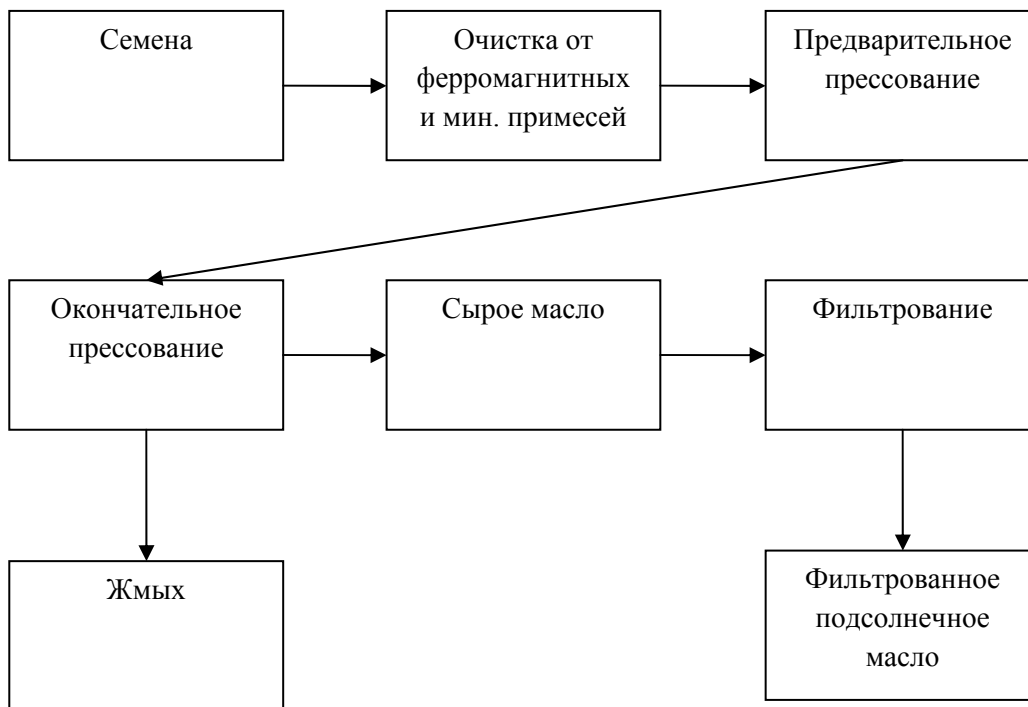 Семена
Очистка от
ферромагнитных
и мин. примесей
Предварительное
прессование
Окончательное
прессование
Сырое масло
Фильтрование
Жмых
Фильтрованное
подсолнечное
масло